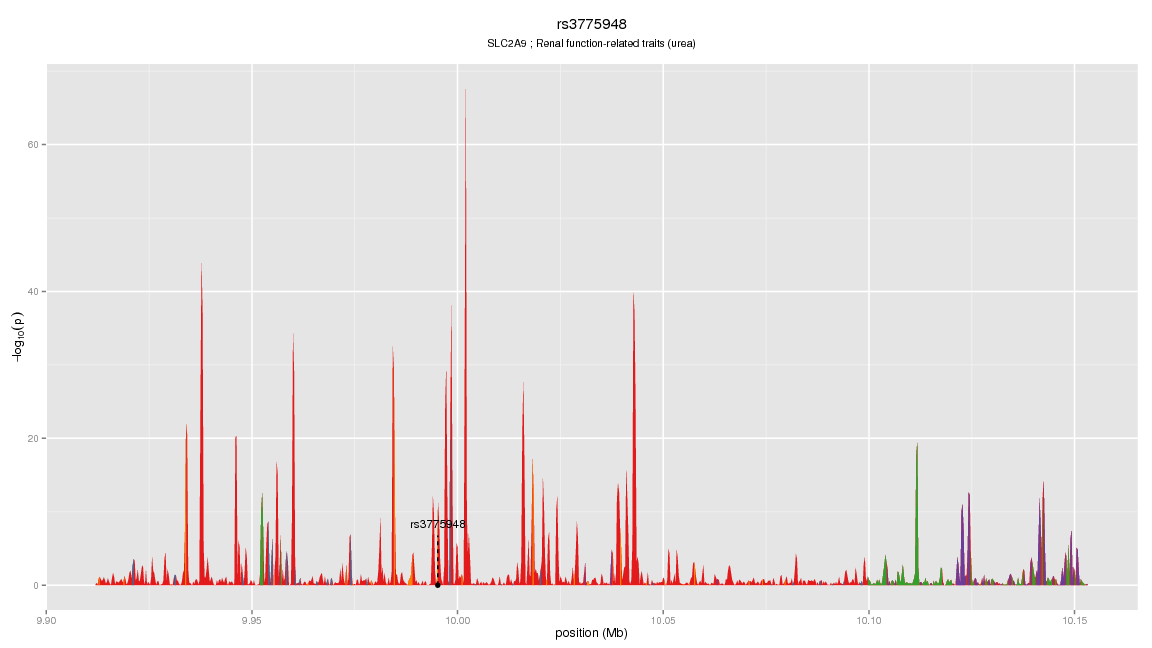 rs3775948
SLC2A9 ; Renal function-related traits (urea)
60
40
20
0
−log10(p)
rs3775948
9.90 9.95 10.00 10.05 10.10 10.15
position (Mb)